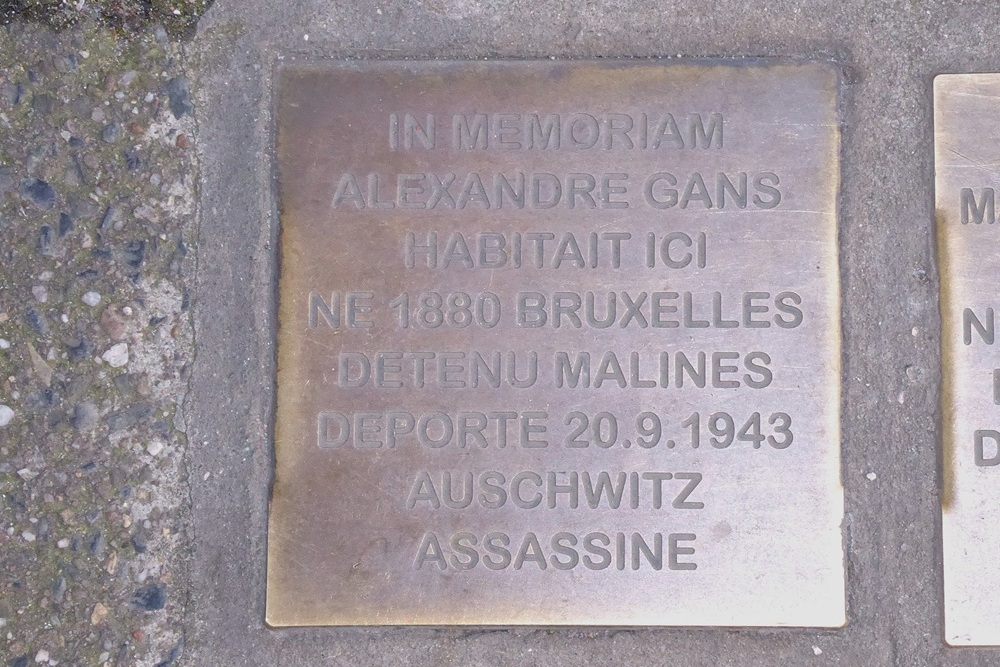 IN MEMORIAM
ALEXANDRE GANS
HABITAIT ICI
NE 1880 BRUXELLES
DETENU MALINES
DEPORTE 20.9.1943
AUSCHWITZ
ASSASSINE